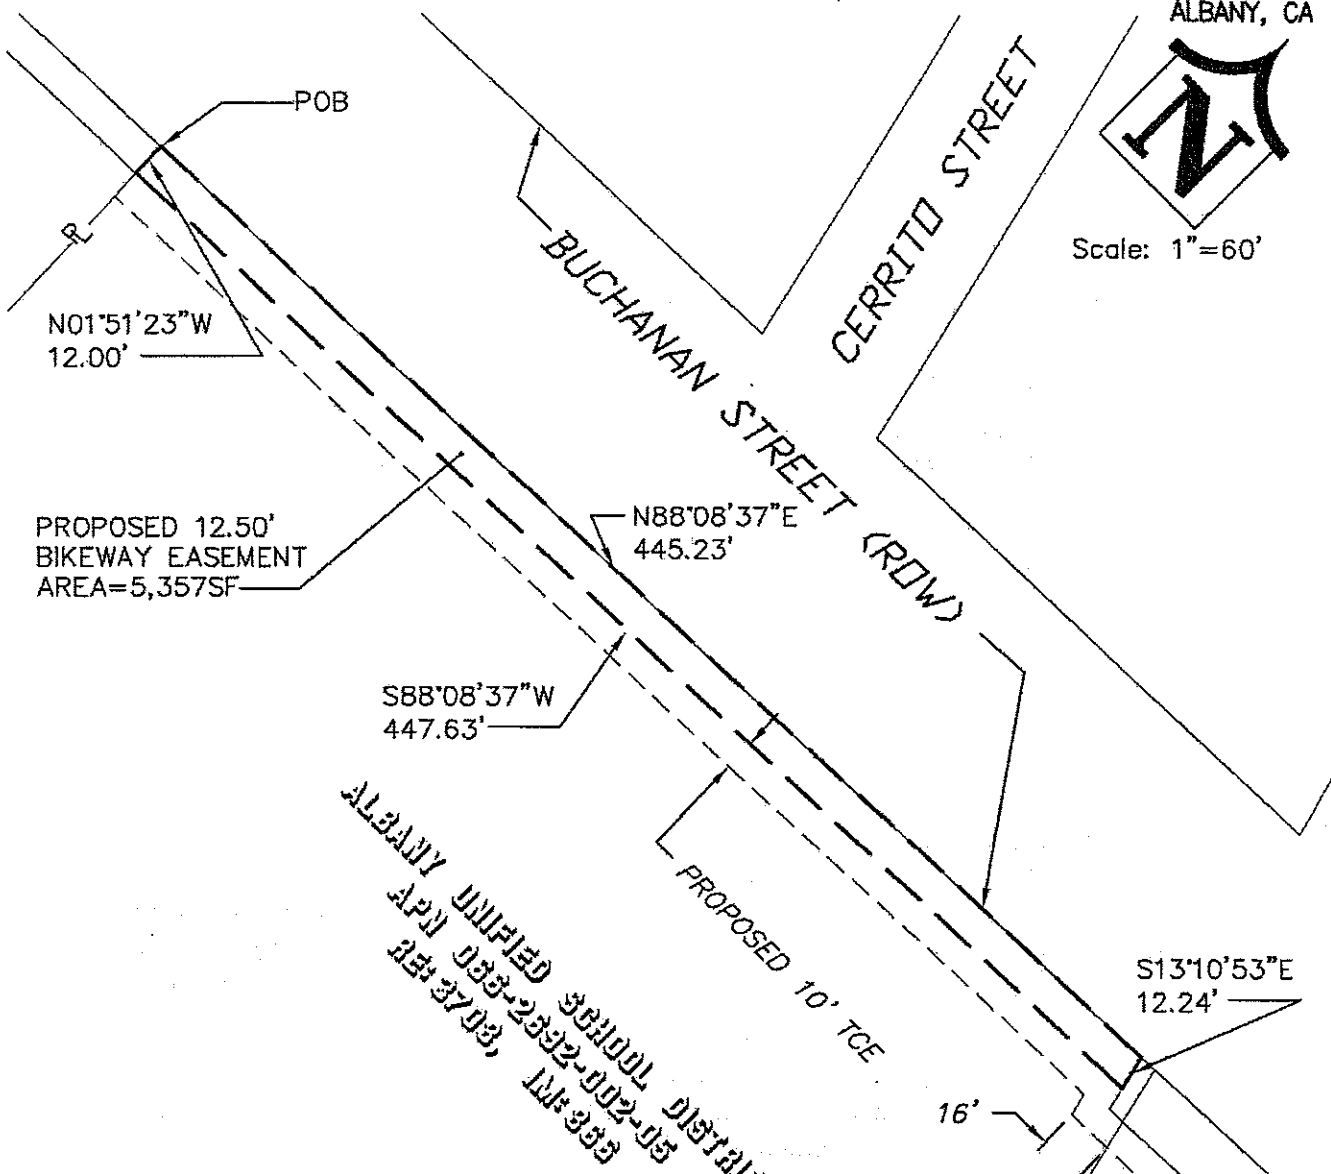 ALBANY, CA
N
Scale: 1"=60'
POB
CERRITO STREET
BUCHANAN STREET (ROW)
N01°51'23"W
12.00'
N88°08'37"E
445.23'
PROPOSED 12.50'
BIKEWAY EASEMENT
AREA=5,357SF
S88°08'37"W
447.63'
PROPOSED 10' TCE
S13°10'53"E
12.24'
16'
ALBANY UNIFIED SCHOOL